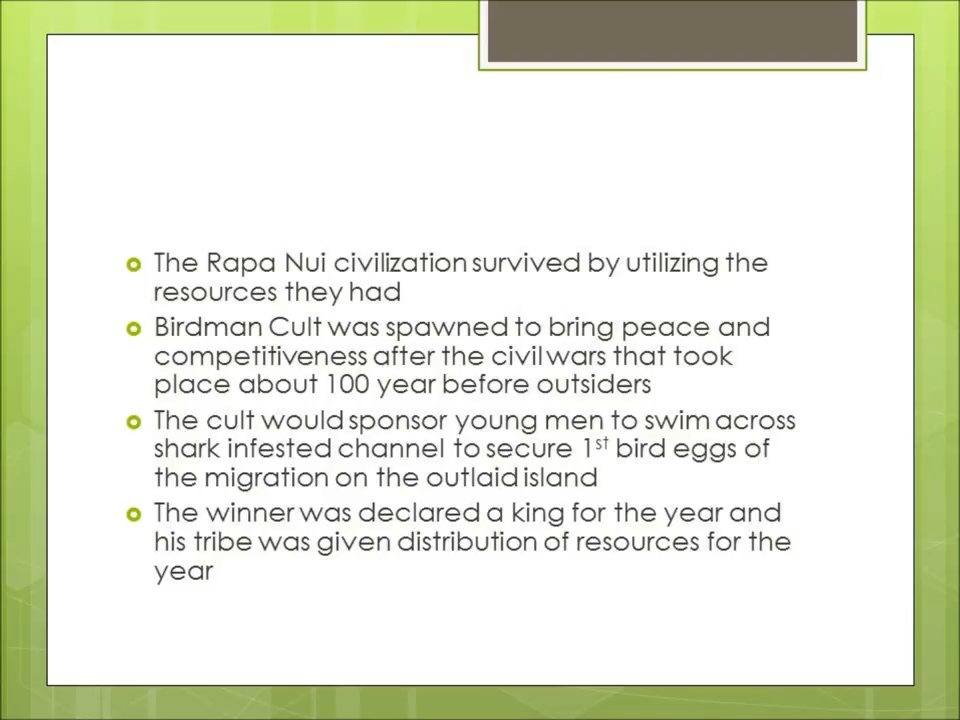 The Rapa Nui civilization survived by utilizing the
resources they had
Birdman Cult was spawned to bring peace and
competitiveness after the civil wars that took
place about 100 year before outsiders
The cult would sponsor young men to swim across
shark infested channel to secure 1st bird eggs of
the migration on the outlaid island
The winner was declared a king for the year and
his tribe was given distribution of resources for the
year